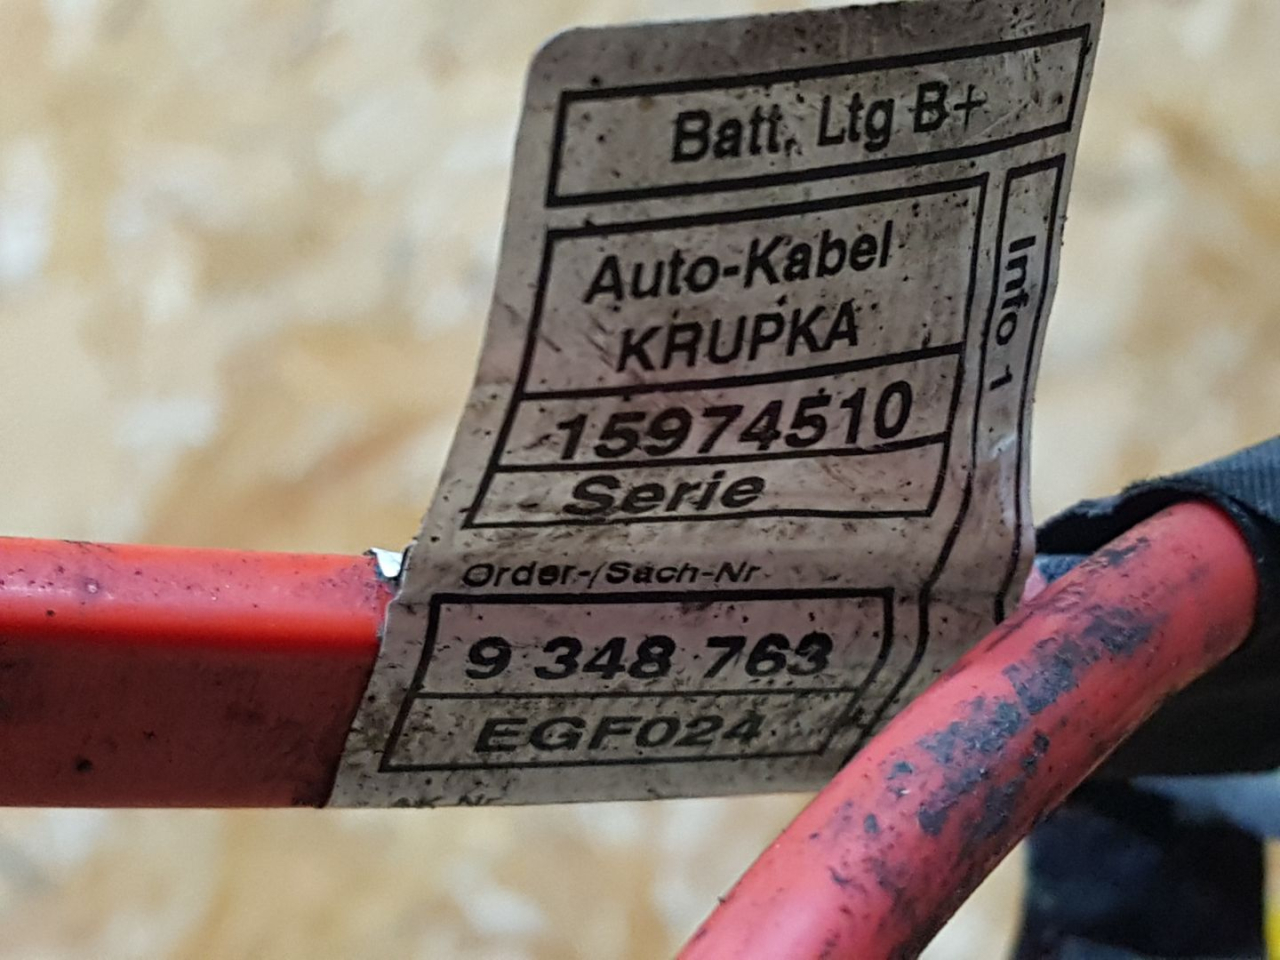 Batt. Ltg B+
Auto-Kabel
KRUPKA
15974510
Serie
Info 1
Order-/Sach-Nr
9 348 763
EGF024